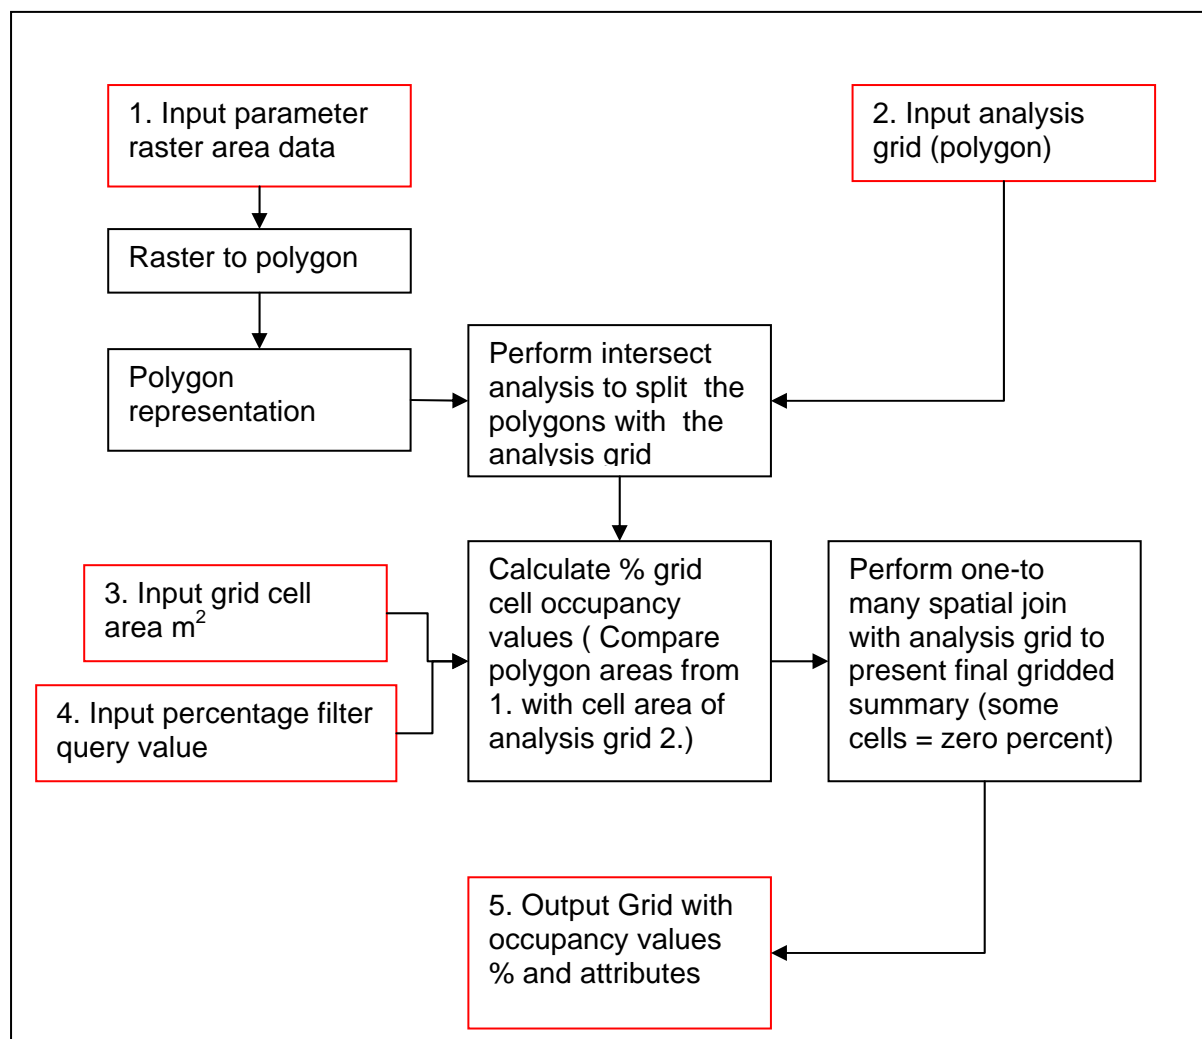 1. Input parameter
raster area data
2. Input analysis
grid (polygon)
Raster to polygon
Polygon
representation
Perform intersect
analysis to split  the
polygons with  the
analysis grid
3. Input grid cell
area m²
4. Input percentage filter
query value
Calculate % grid
cell occupancy
values ( Compare
polygon areas from
1. with cell area of
analysis grid 2.)
Perform one-to
many spatial join
with analysis grid to
present final gridded
summary (some
cells = zero percent)
5. Output Grid with
occupancy values
% and attributes